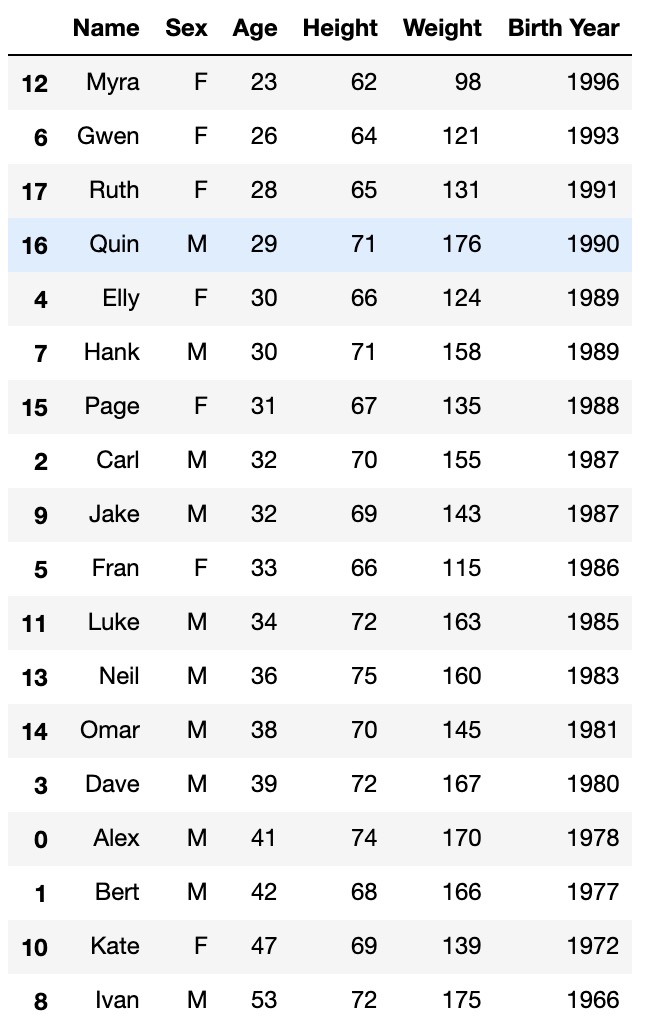 Name Sex Age Height Weight Birth Year
12 Myra F 23 62 98 1996
6 Gwen F 26 64 121 1993
17 Ruth F 28 65 131 1991
16 Quin M 29 71 176 1990
4 Elly F 30 66 124 1989
7 Hank M 30 71 158 1989
15 Page F 31 67 135 1988
2 Carl M 32 70 155 1987
9 Jake M 32 69 143 1987
5 Fran F 33 66 115 1986
11 Luke M 34 72 163 1985
13 Neil M 36 75 160 1983
14 Omar M 38 70 145 1981
3 Dave M 39 72 167 1980
0 Alex M 41 74 170 1978
1 Bert M 42 68 166 1977
10 Kate F 47 69 139 1972
8 Ivan M 53 72 175 1966